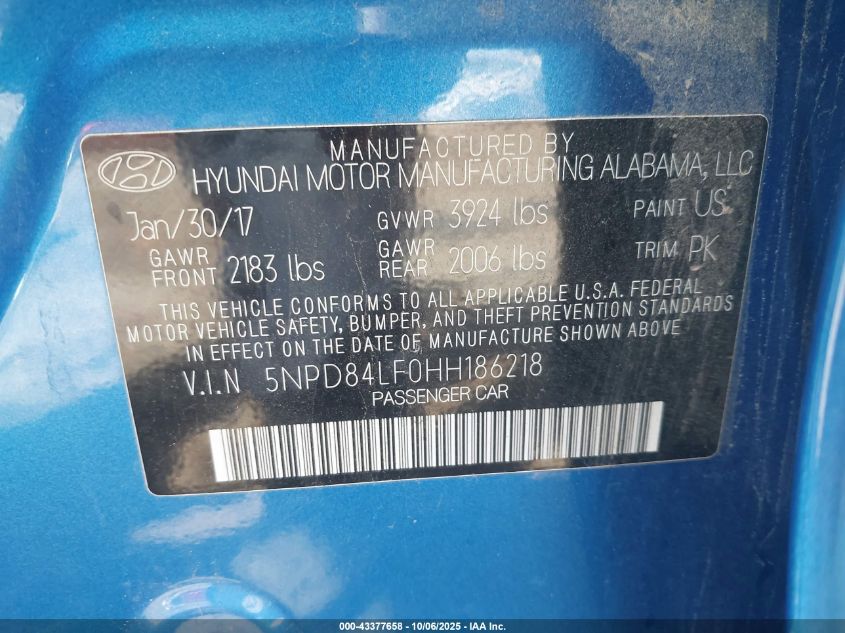 MANUFACTURED BY
HYUNDAI MOTOR MANUFACTURING ALABAMA, LLC
Jan/30/17 GVWR 3924 lbs PAINT US
GAWR FRONT 2183 lbs GAWR REAR 2006 lbs TRIM PK
THIS VEHICLE CONFORMS TO ALL APPLICABLE U.S.A. FEDERAL
MOTOR VEHICLE SAFETY, BUMPER, AND THEFT PREVENTION STANDARDS
IN EFFECT ON THE DATE OF MANUFACTURE SHOWN ABOVE
V.I.N 5NPD84LF0HH186218
PASSENGER CAR
000-43377658 - 10/06/2025 - IAA Inc.